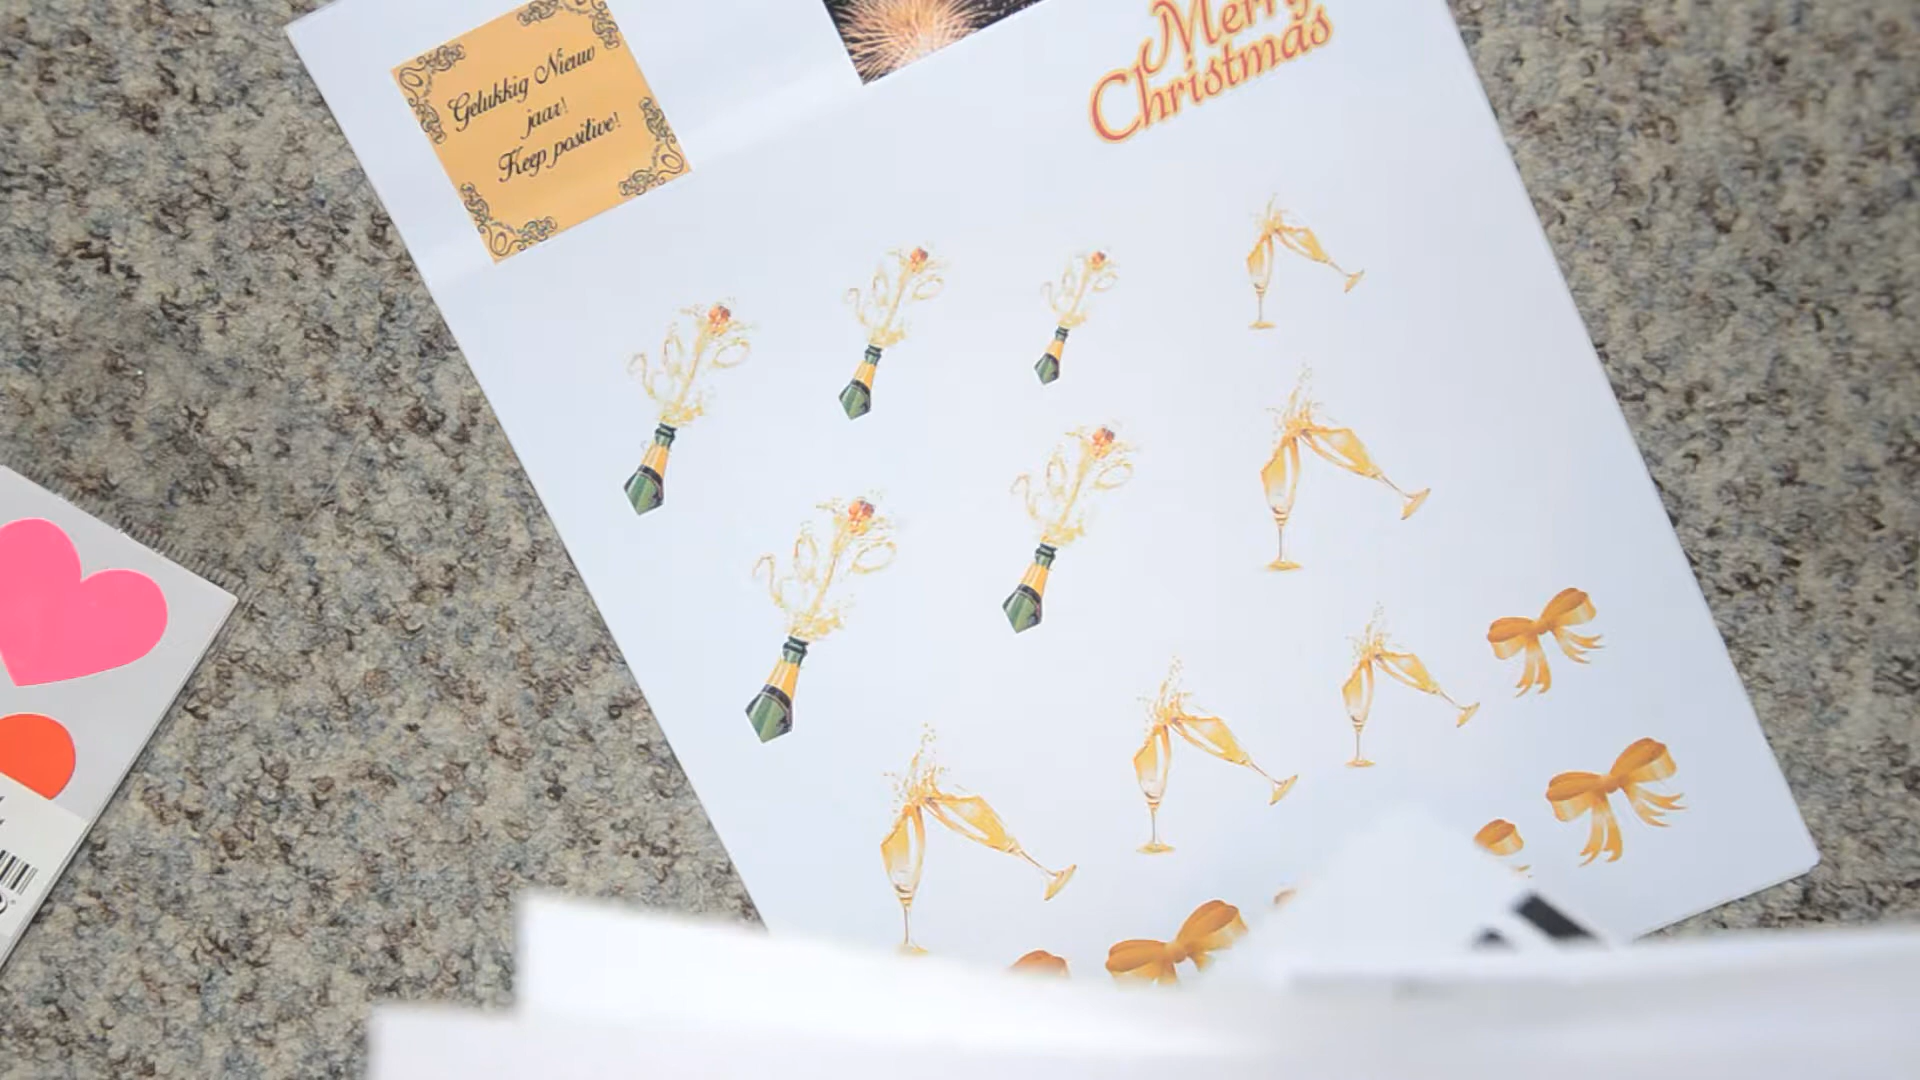 Gelukkig Nieuw
jaar!
Keep positive!
Merry
Christmas